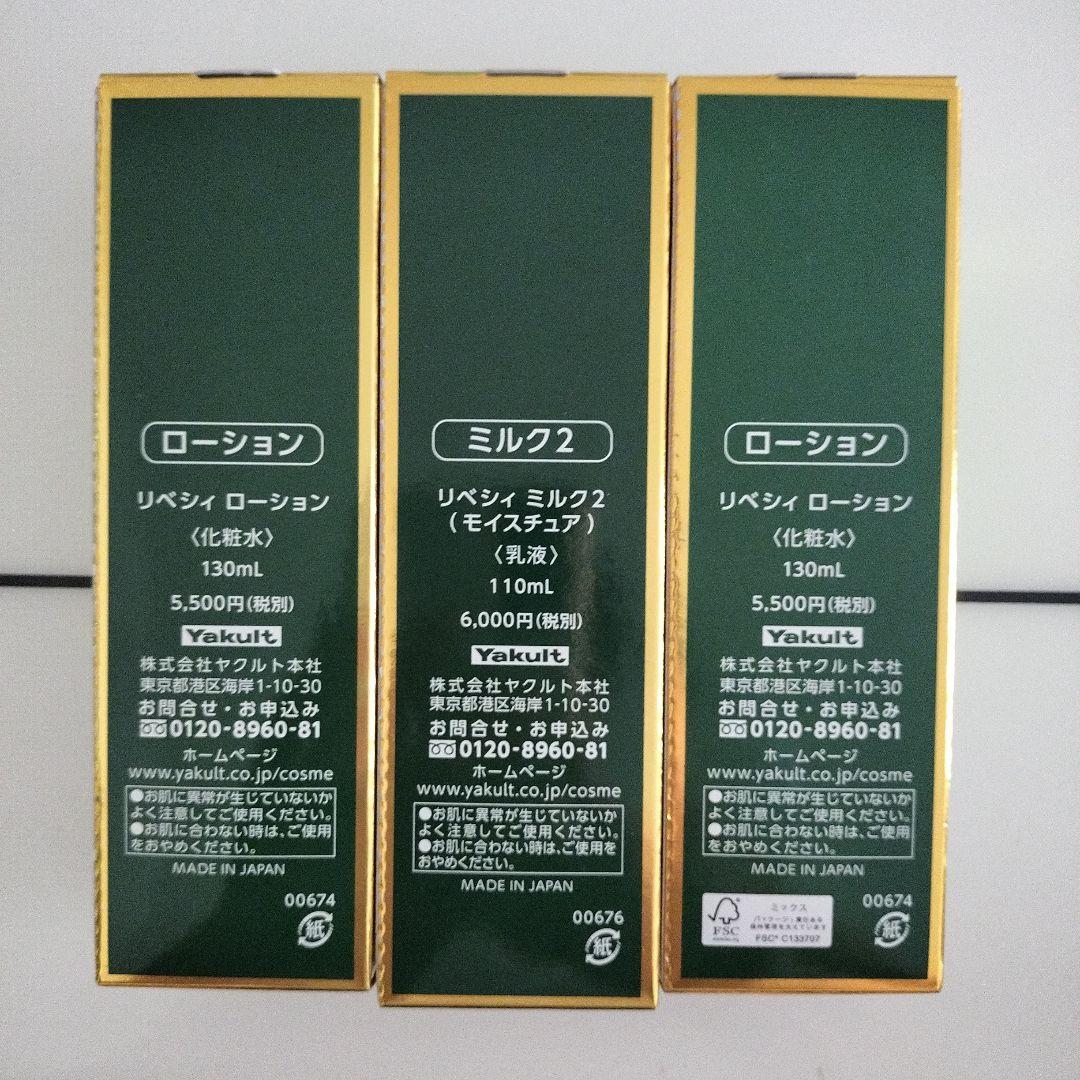 ローション
リベシィ ローション
〈化粧水〉
130mL
5,500円(税別)
Yakult
株式会社ヤクルト本社
東京都港区海岸1-10-30
お問合せ・お申込み
0120-8960-81
ホームページ
www.yakult.co.jp/cosme
●お肌に異常が生じていないか
よく注意してご使用ください。
●お肌に合わない時は、ご使用
をおやめください。
MADE IN JAPAN
00674
紙
ミルク2
リベシィ ミルク2
(モイスチュア)
〈乳液〉
110mL
6,000円(税別)
Yakult
株式会社ヤクルト本社
東京都港区海岸1-10-30
お問合せ・お申込み
0120-8960-81
ホームページ
www.yakult.co.jp/cosme
●お肌に異常が生じていないか
よく注意してご使用ください。
●お肌に合わない時は、ご使用を
おやめください。
MADE IN JAPAN
00676
紙
ローション
リベシィ ローション
〈化粧水〉
130mL
5,500円(税別)
Yakult
株式会社ヤクルト本社
東京都港区海岸1-10-30
お問合せ・お申込み
0120-8960-81
ホームページ
www.yakult.co.jp/cosme
●お肌に異常が生じていないか
よく注意してご使用ください。
●お肌に合わない時は、ご使用
をおやめください。
MADE IN JAPAN
00674
紙
FSC
ミックス
FSC® C133707